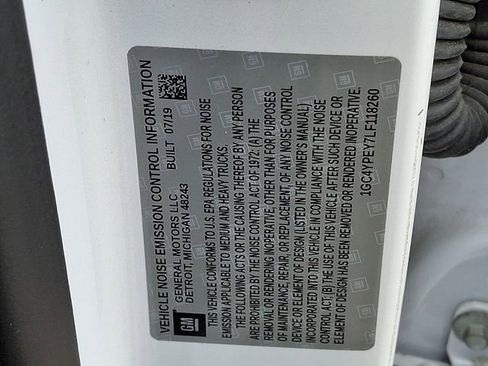 VEHICLE NOISE EMISSION CONTROL INFORMATION
GENERAL MOTORS LLC BUILT 07/19
DETROIT, MICHIGAN 48243
THIS VEHICLE CONFORMS TO U.S. EPA REGULATIONS FOR NOISE
EMISSION APPLICABLE TO MEDIUM AND HEAVY TRUCKS.
THE FOLLOWING ACTS OR THE CAUSING THEREOF BY ANY PERSON
ARE PROHIBITED BY THE NOISE CONTROL ACT OF 1972: (A) THE
REMOVAL OR RENDERING INOPERATIVE, OTHER THAN FOR PURPOSES
OF MAINTENANCE, REPAIR, OR REPLACEMENT, OF ANY NOISE CONTROL
DEVICE OR ELEMENT OF DESIGN (LISTED IN THE OWNER'S MANUAL)
INCORPORATED INTO THIS VEHICLE IN COMPLIANCE WITH THE NOISE
CONTROL ACT; (B) THE USE OF THIS VEHICLE AFTER SUCH DEVICE OR
ELEMENT OF DESIGN HAS BEEN REMOVED OR RENDERED INOPERATIVE.
1GC4YPEY7LF118260
GM